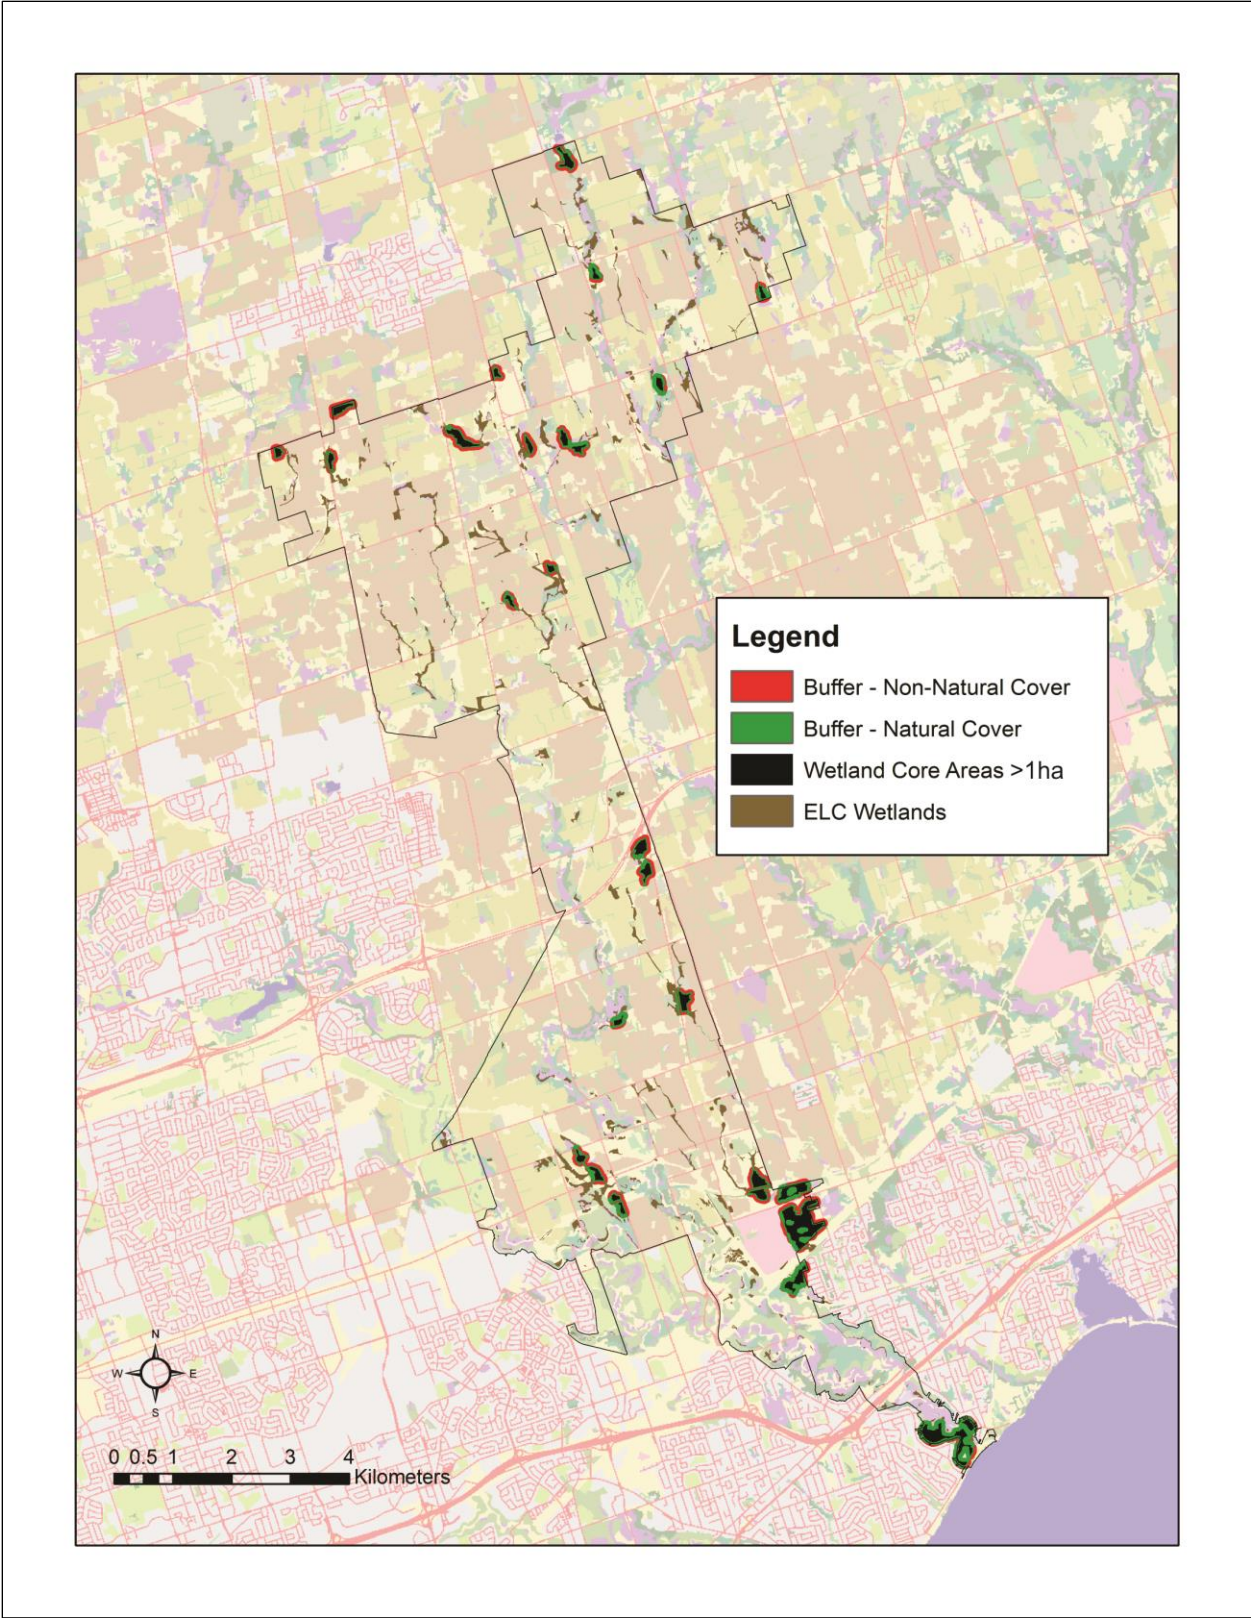 Legend
Buffer - Non-Natural Cover
Buffer - Natural Cover
Wetland Core Areas >1ha
ELC Wetlands
N
W E
S
0 0.5 1 2 3 4
Kilometers